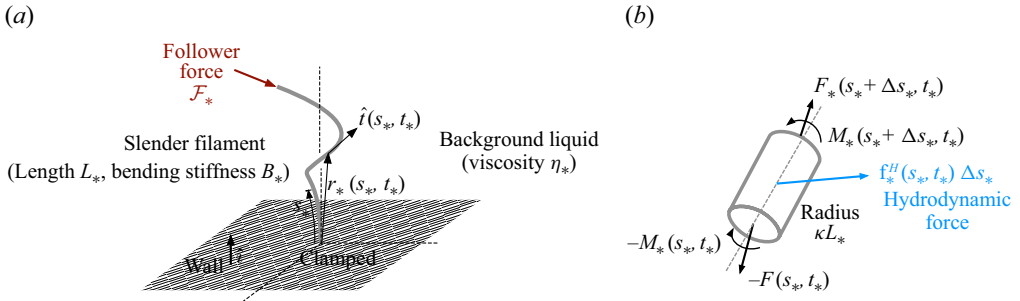 (a)
Follower
force
ℱ*
t̂(s*, t*)
Slender filament
(Length L*, bending stiffness B*)
Background liquid
(viscosity η*)
r*(s*, t*)
s*
Wall
Clamped
(b)
F*(s*+ Δs*, t*)
M*(s*+ Δs*, t*)
f*^H(s*, t*) Δs*
Hydrodynamic
force
Radius
κL*
–M*(s*, t*)
–F(s*, t*)